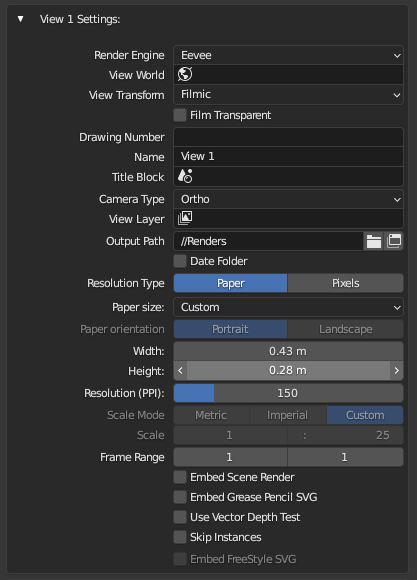 ▼ View 1 Settings:
Render Engine Eevee
View World
View Transform Filmic
Film Transparent
Drawing Number
Name View 1
Title Block
Camera Type Ortho
View Layer
Output Path //Renders
Date Folder
Resolution Type Paper Pixels
Paper size: Custom
Paper orientation Portrait Landscape
Width: 0.43 m
Height: < 0.28 m >
Resolution (PPI): 150
Scale Mode Metric Imperial Custom
Scale 1 : 25
Frame Range 1 1
Embed Scene Render
Embed Grease Pencil SVG
Use Vector Depth Test
Skip Instances
Embed FreeStyle SVG